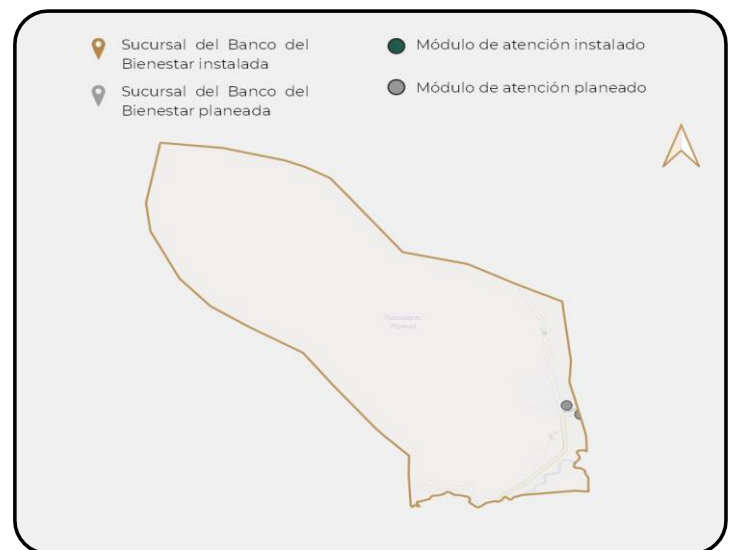 Sucursal del Banco del
Bienestar instalada
Sucursal del Banco del
Bienestar planeada
Módulo de atención instalado
Módulo de atención planeado